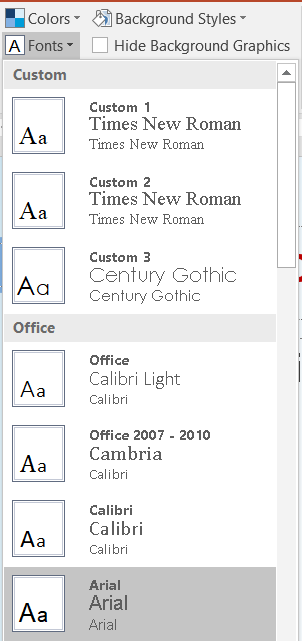 Colors Background Styles
A Fonts Hide Background Graphics
Custom
Aa
Custom 1
Times New Roman
Times New Roman
Aa
Custom 2
Times New Roman
Times New Roman
Aa
Custom 3
Century Gothic
Century Gothic
Office
Aa
Office
Calibri Light
Calibri
Aa
Office 2007 - 2010
Cambria
Calibri
Aa
Calibri
Calibri
Calibri
Aa
Arial
Arial
Arial